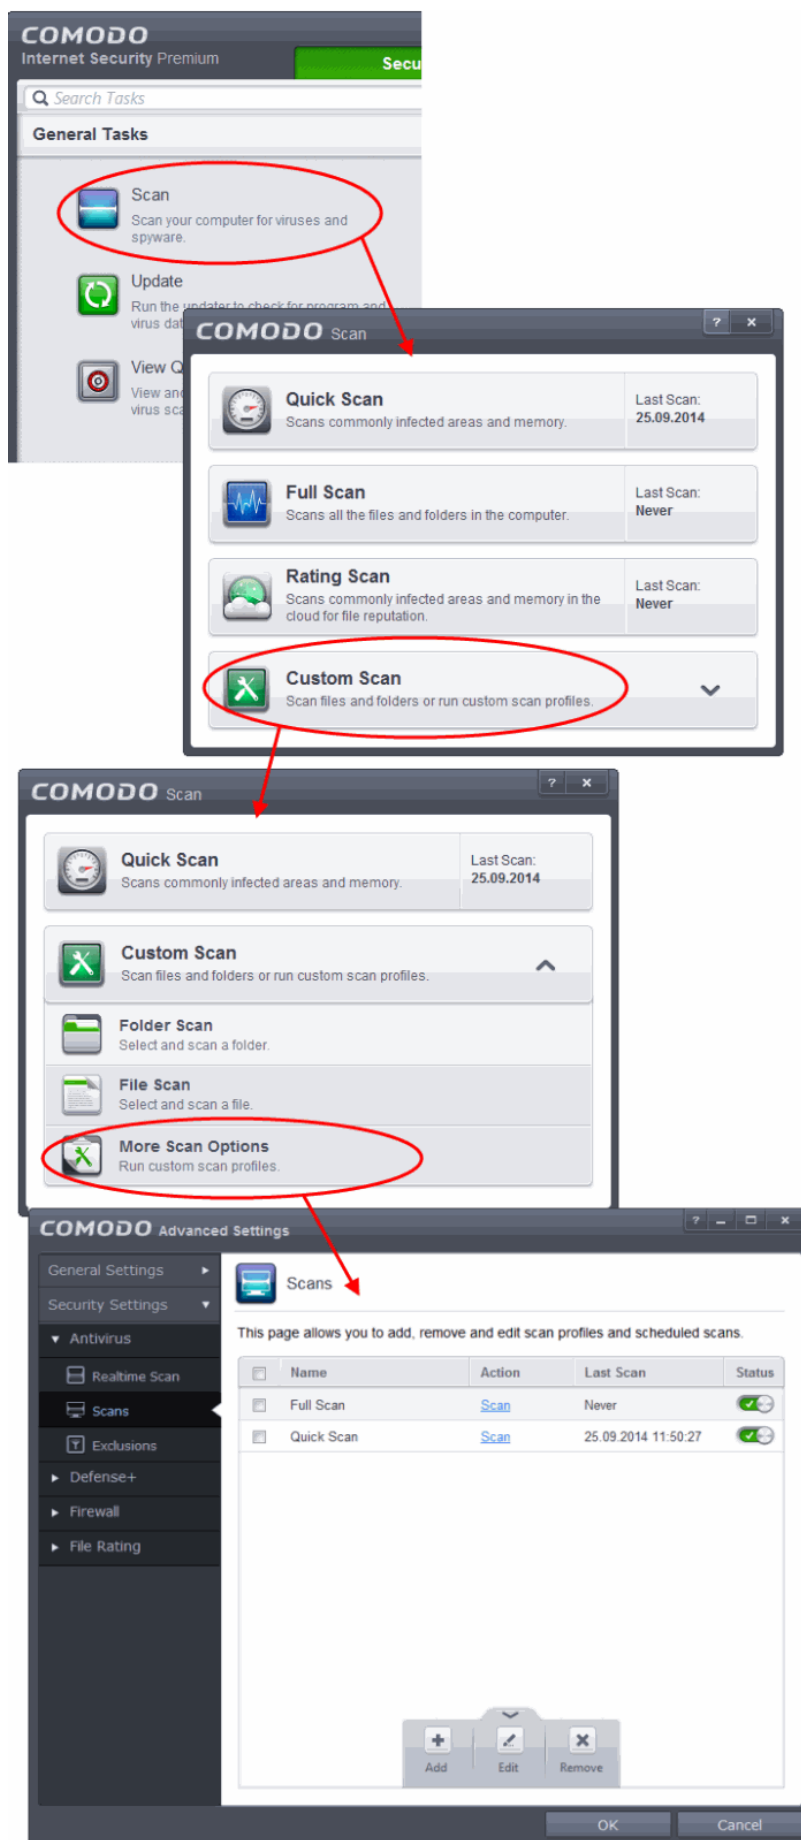 COMODO
Internet Security Premium
Secu
Search Tasks
General Tasks
Scan
Scan your computer for viruses and
spyware.
Update
Run the updater to check for program and
virus dat
View Q
View and
virus sca
COMODO Scan
? ×
Quick Scan
Scans commonly infected areas and memory.
Last Scan:
25.09.2014
Full Scan
Scans all the files and folders in the computer.
Last Scan:
Never
Rating Scan
Scans commonly infected areas and memory in the
cloud for file reputation.
Last Scan:
Never
Custom Scan
Scan files and folders or run custom scan profiles.
COMODO Scan
? ×
Quick Scan
Scans commonly infected areas and memory.
Last Scan:
25.09.2014
Custom Scan
Scan files and folders or run custom scan profiles.
Folder Scan
Select and scan a folder.
File Scan
Select and scan a file.
More Scan Options
Run custom scan profiles.
COMODO Advanced Settings
?
General Settings
Security Settings
Antivirus
Realtime Scan
Scans
Exclusions
Defense+
Firewall
File Rating
Scans
This page allows you to add, remove and edit scan profiles and scheduled scans.
Name Action Last Scan Status
Full Scan Scan Never
Quick Scan Scan 25.09.2014 11:50:27
Add Edit Remove
OK Cancel